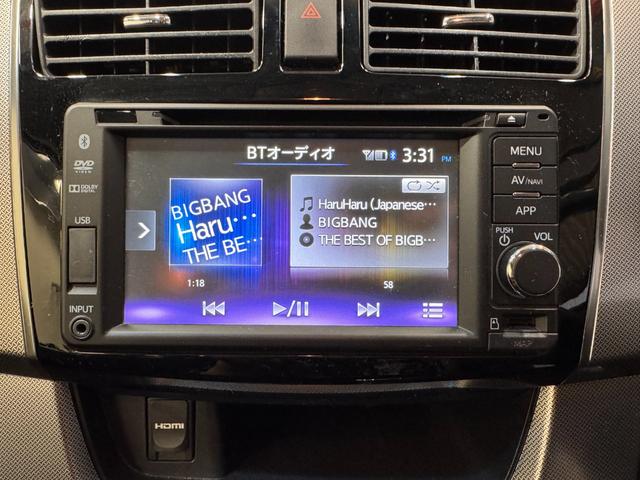 BTオーディオ
3:31 PM
DVD
VIDEO
DOLBY
DIGITAL
USB
INPUT
BIGBANG
Haru…
THE BE…
HaruHaru (Japanese…
BIGBANG
THE BEST OF BIGB…
1:18
58
MENU
AV/NAVI
APP
PUSH
VOL
MAP
HDMI